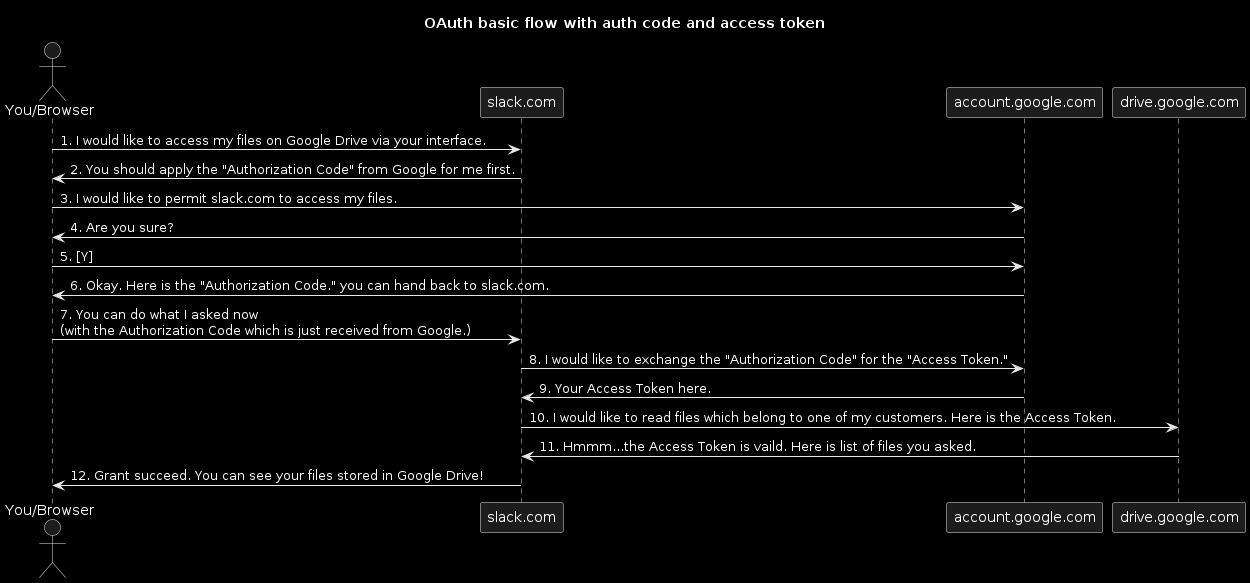 OAuth basic flow with auth code and access token
You/Browser
slack.com
account.google.com
drive.google.com
1. I would like to access my files on Google Drive via your interface.
2. You should apply the "Authorization Code" from Google for me first.
3. I would like to permit slack.com to access my files.
4. Are you sure?
5. [Y]
6. Okay. Here is the "Authorization Code." you can hand back to slack.com.
7. You can do what I asked now
(with the Authorization Code which is just received from Google.)
8. I would like to exchange the "Authorization Code" for the "Access Token."
9. Your Access Token here.
10. I would like to read files which belong to one of my customers. Here is the Access Token.
11. Hmmm...the Access Token is vaild. Here is list of files you asked.
12. Grant succeed. You can see your files stored in Google Drive!
You/Browser
slack.com
account.google.com
drive.google.com